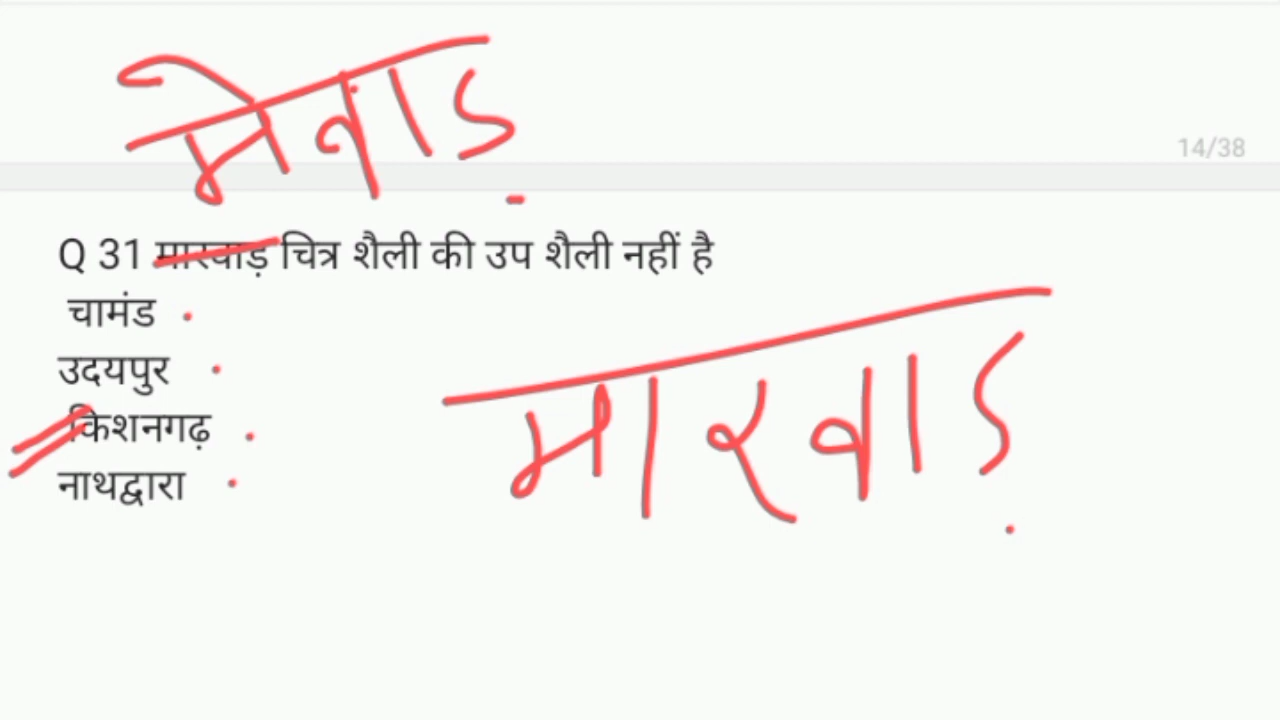 मेवाड़
14/38
Q 31 मारवाड़ चित्र शैली की उप शैली नहीं है
चामंड
उदयपुर
किशनगढ़
नाथद्वारा
मारवाड़